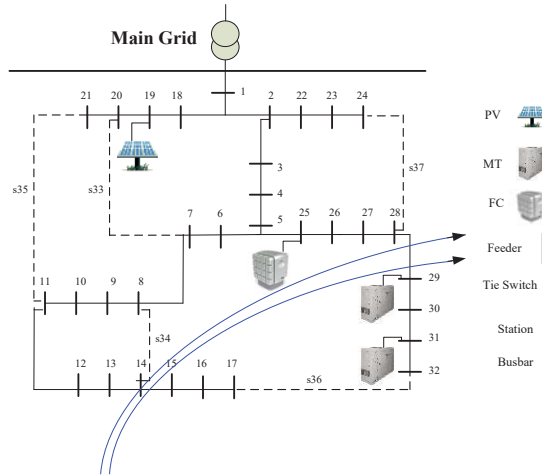 Main Grid
1
21 20 19 18 2 22 23 24
PV
s35
s33
3
s37
MT
4
FC
7 6 5 25 26 27 28
Feeder
11 10 9 8
29
Tie Switch
30
s34
Station
31
12 13 14 15 16 17
32
Busbar
s36